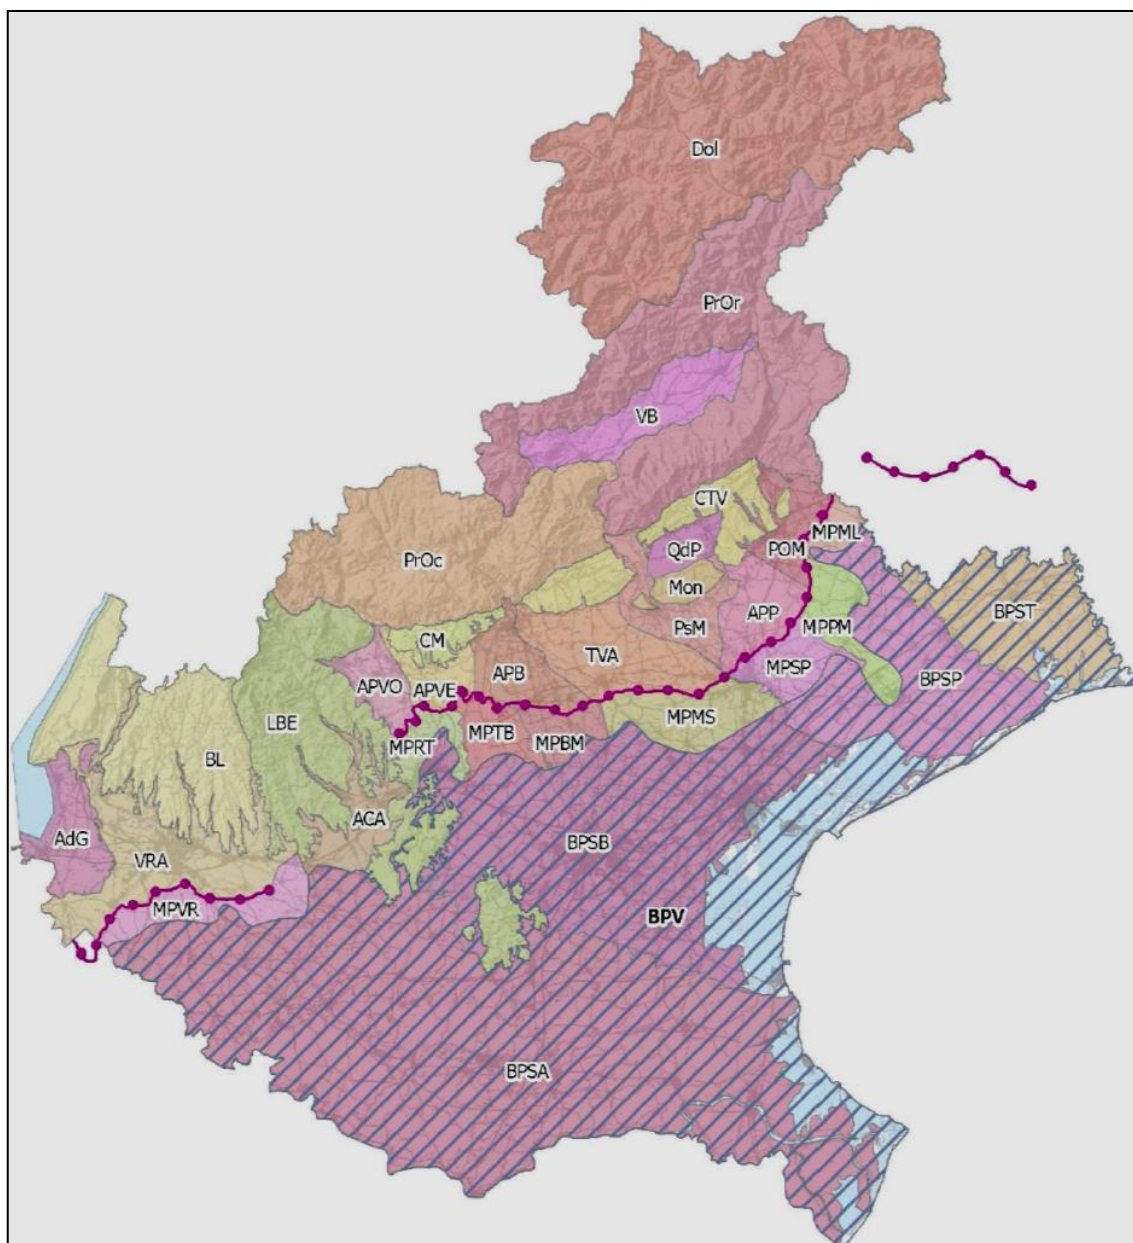 Dol
PrOr
VB
CTV
MPML
QdP
POM
PrOc
Mon
APP
BPST
MPPM
PsM
CM
TVA
MPSP
BPSP
APB
APVO
APVE
MPMS
LBE
MPTB
MPRT
MPBM
BL
ACA
AdG
BPSB
VRA
MPVR
BPV
BPSA